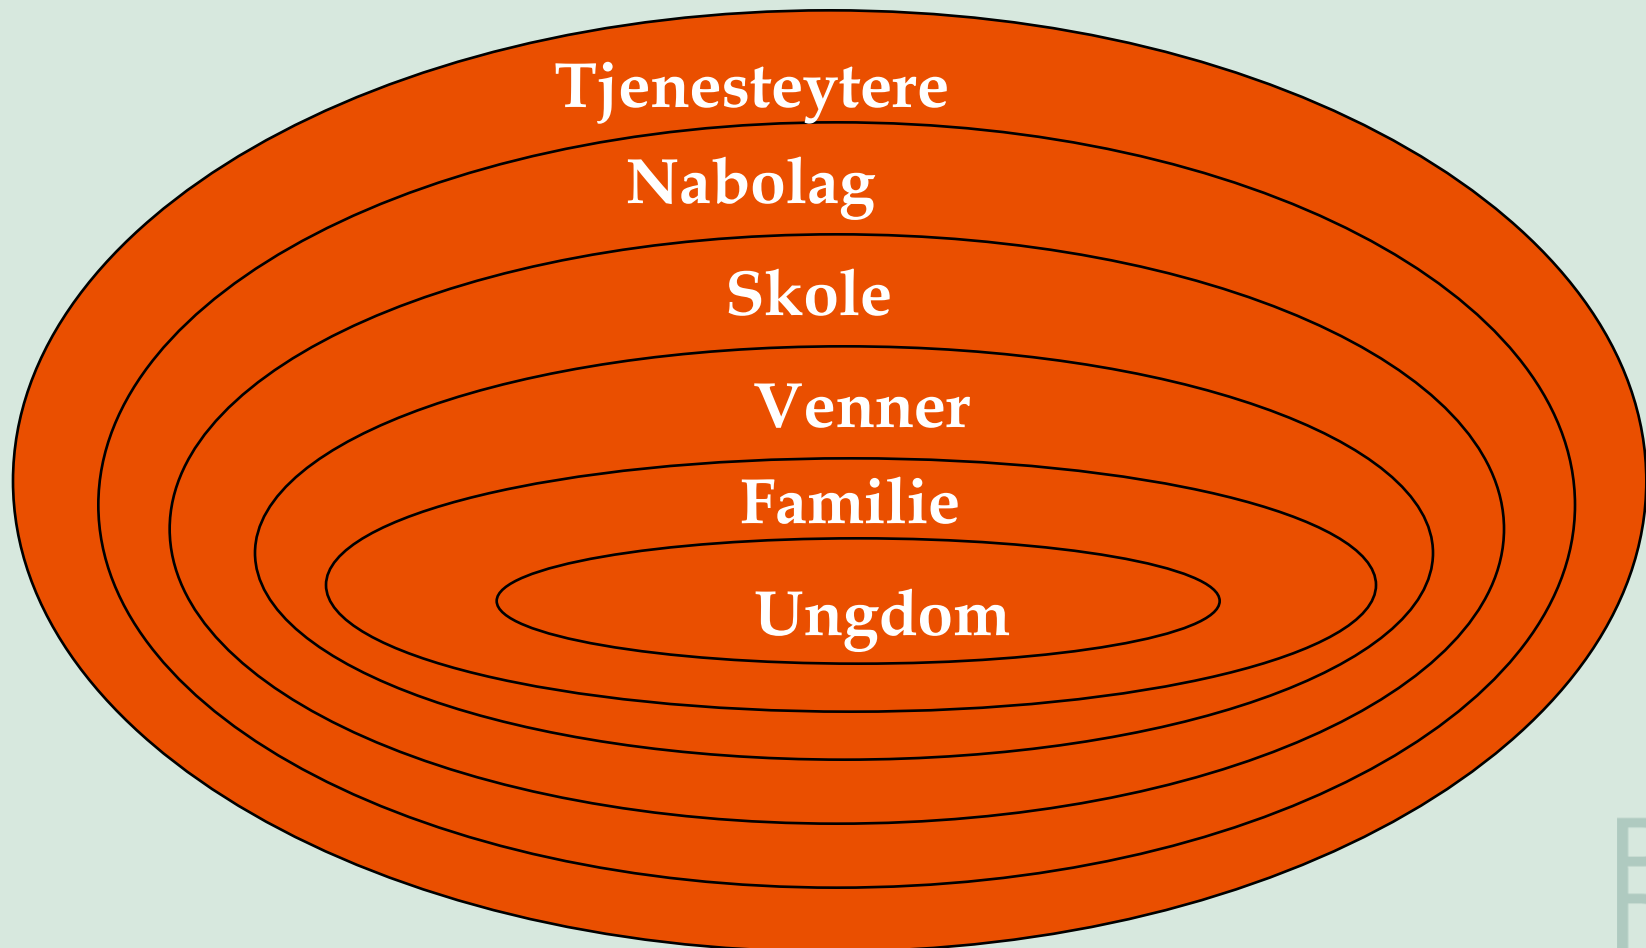 Tjenesteytere
Nabolag
Skole
Venner
Familie
Ungdom